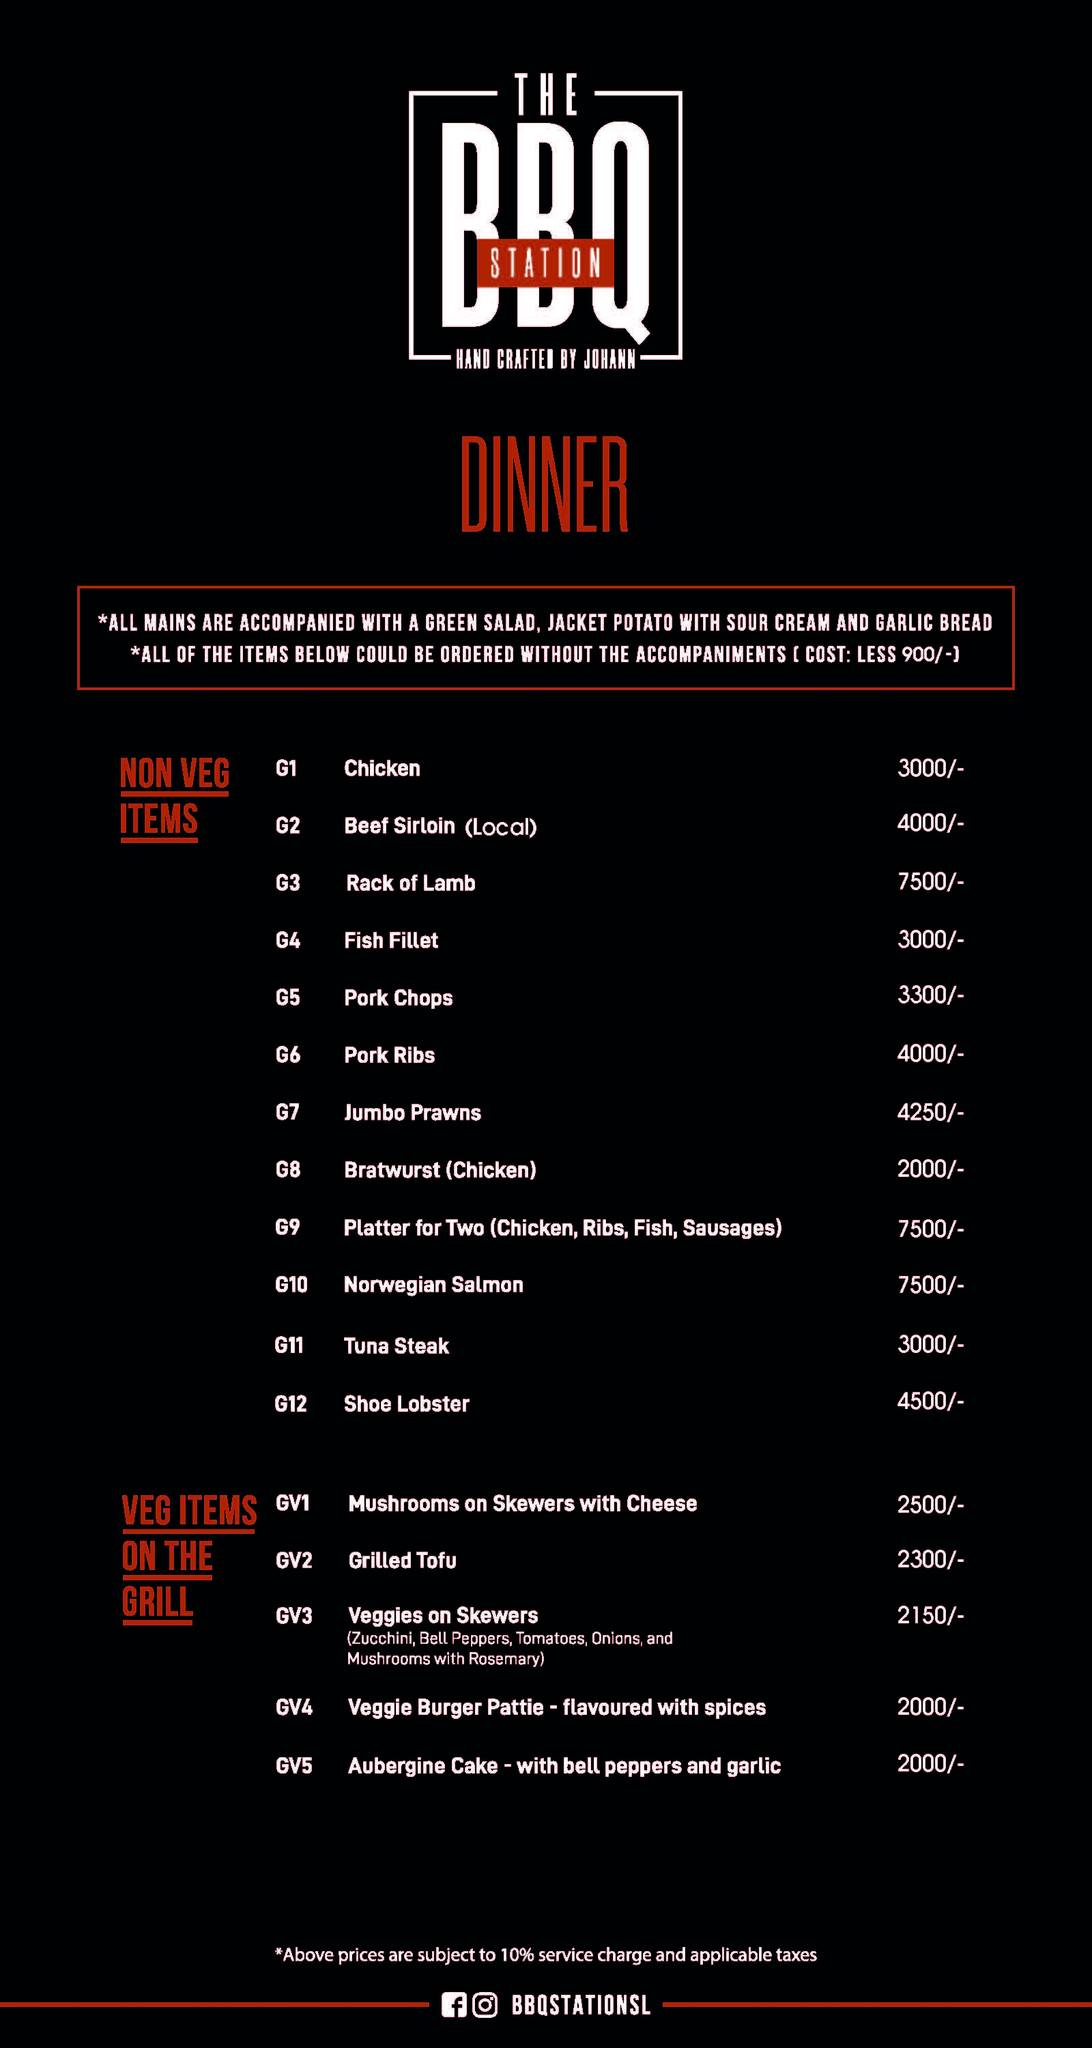 THE
BBQ
STATION
HAND CRAFTED BY JOHANN
DINNER
*ALL MAINS ARE ACCOMPANIED WITH A GREEN SALAD, JACKET POTATO WITH SOUR CREAM AND GARLIC BREAD
*ALL OF THE ITEMS BELOW COULD BE ORDERED WITHOUT THE ACCOMPANIMENTS ( COST: LESS 900/-)
NON VEG
ITEMS
G1 Chicken 3000/-
G2 Beef Sirloin (Local) 4000/-
G3 Rack of Lamb 7500/-
G4 Fish Fillet 3000/-
G5 Pork Chops 3300/-
G6 Pork Ribs 4000/-
G7 Jumbo Prawns 4250/-
G8 Bratwurst (Chicken) 2000/-
G9 Platter for Two (Chicken, Ribs, Fish, Sausages) 7500/-
G10 Norwegian Salmon 7500/-
G11 Tuna Steak 3000/-
G12 Shoe Lobster 4500/-
VEG ITEMS
ON THE
GRILL
GV1 Mushrooms on Skewers with Cheese 2500/-
GV2 Grilled Tofu 2300/-
GV3 Veggies on Skewers 2150/-
(Zucchini, Bell Peppers, Tomatoes, Onions, and
Mushrooms with Rosemary)
GV4 Veggie Burger Pattie - flavoured with spices 2000/-
GV5 Aubergine Cake - with bell peppers and garlic 2000/-
*Above prices are subject to 10% service charge and applicable taxes
BBQSTATIONSL